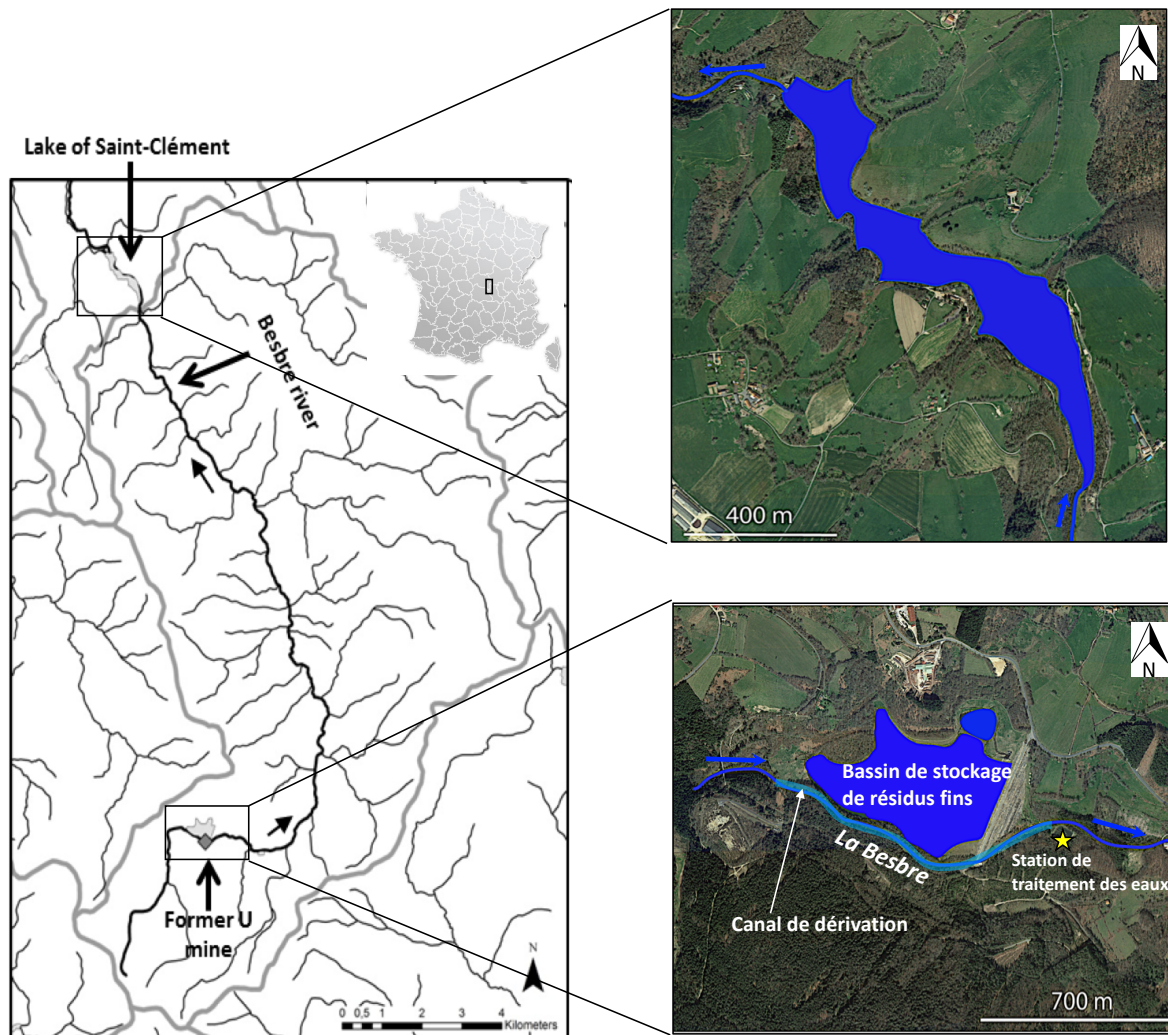 Lake of Saint-Clément
Besbre river
Former U
mine
N
0 0,5 1 2 3 4
Kilometers
N
400 m
N
Bassin de stockage
de résidus fins
La Besbre
Station de
traitement des eaux
Canal de dérivation
700 m